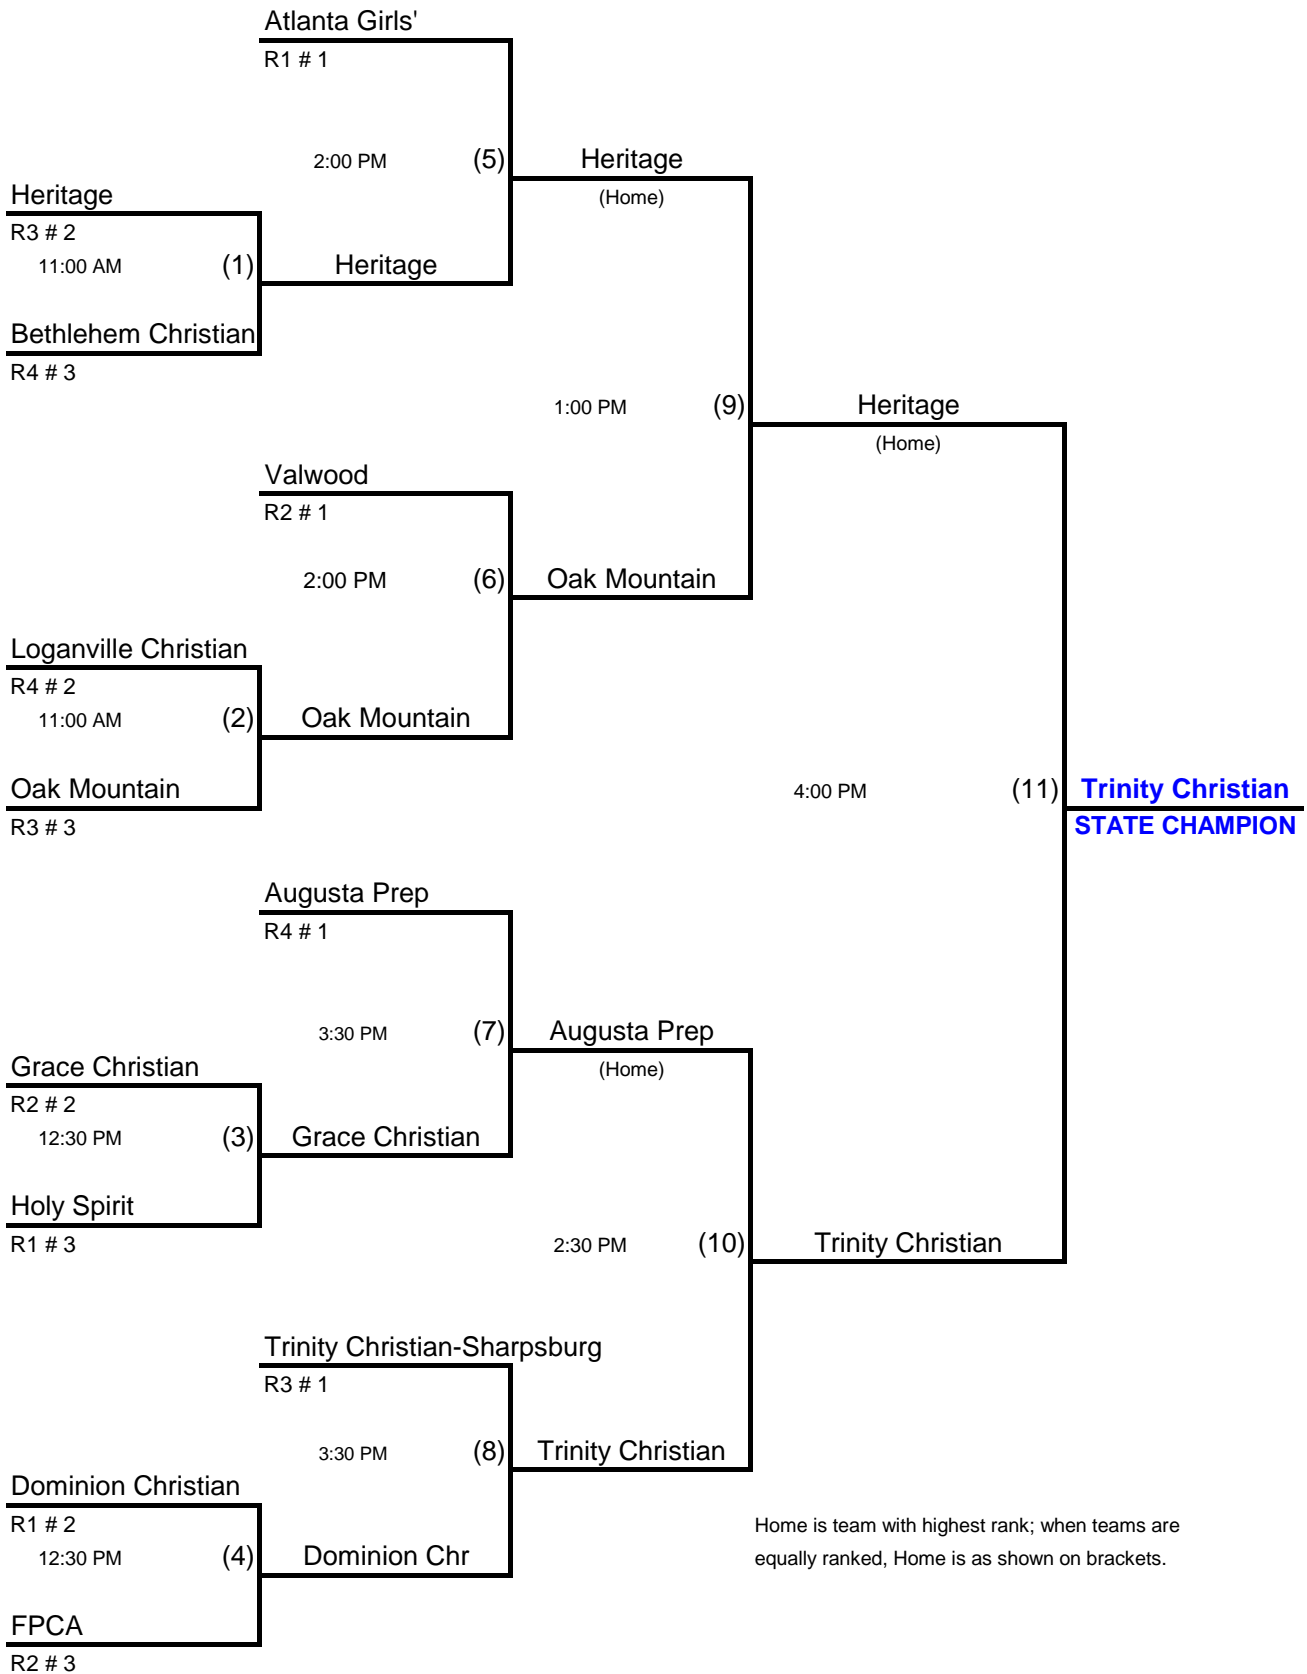 Atlanta Girls'
R1 # 1
2:00 PM (5) Heritage
(Home)
Heritage
R3 # 2
11:00 AM (1) Heritage
Bethlehem Christian
R4 # 3
1:00 PM (9) Heritage
(Home)
Valwood
R2 # 1
2:00 PM (6) Oak Mountain
Loganville Christian
R4 # 2
11:00 AM (2) Oak Mountain
Oak Mountain
R3 # 3
4:00 PM (11) Trinity Christian
STATE CHAMPION
Augusta Prep
R4 # 1
3:30 PM (7) Augusta Prep
(Home)
Grace Christian
R2 # 2
12:30 PM (3) Grace Christian
Holy Spirit
R1 # 3
2:30 PM (10) Trinity Christian
Trinity Christian-Sharpsburg
R3 # 1
3:30 PM (8) Trinity Christian
Dominion Christian
R1 # 2
12:30 PM (4) Dominion Chr
FPCA
R2 # 3
Home is team with highest rank; when teams are
equally ranked, Home is as shown on brackets.